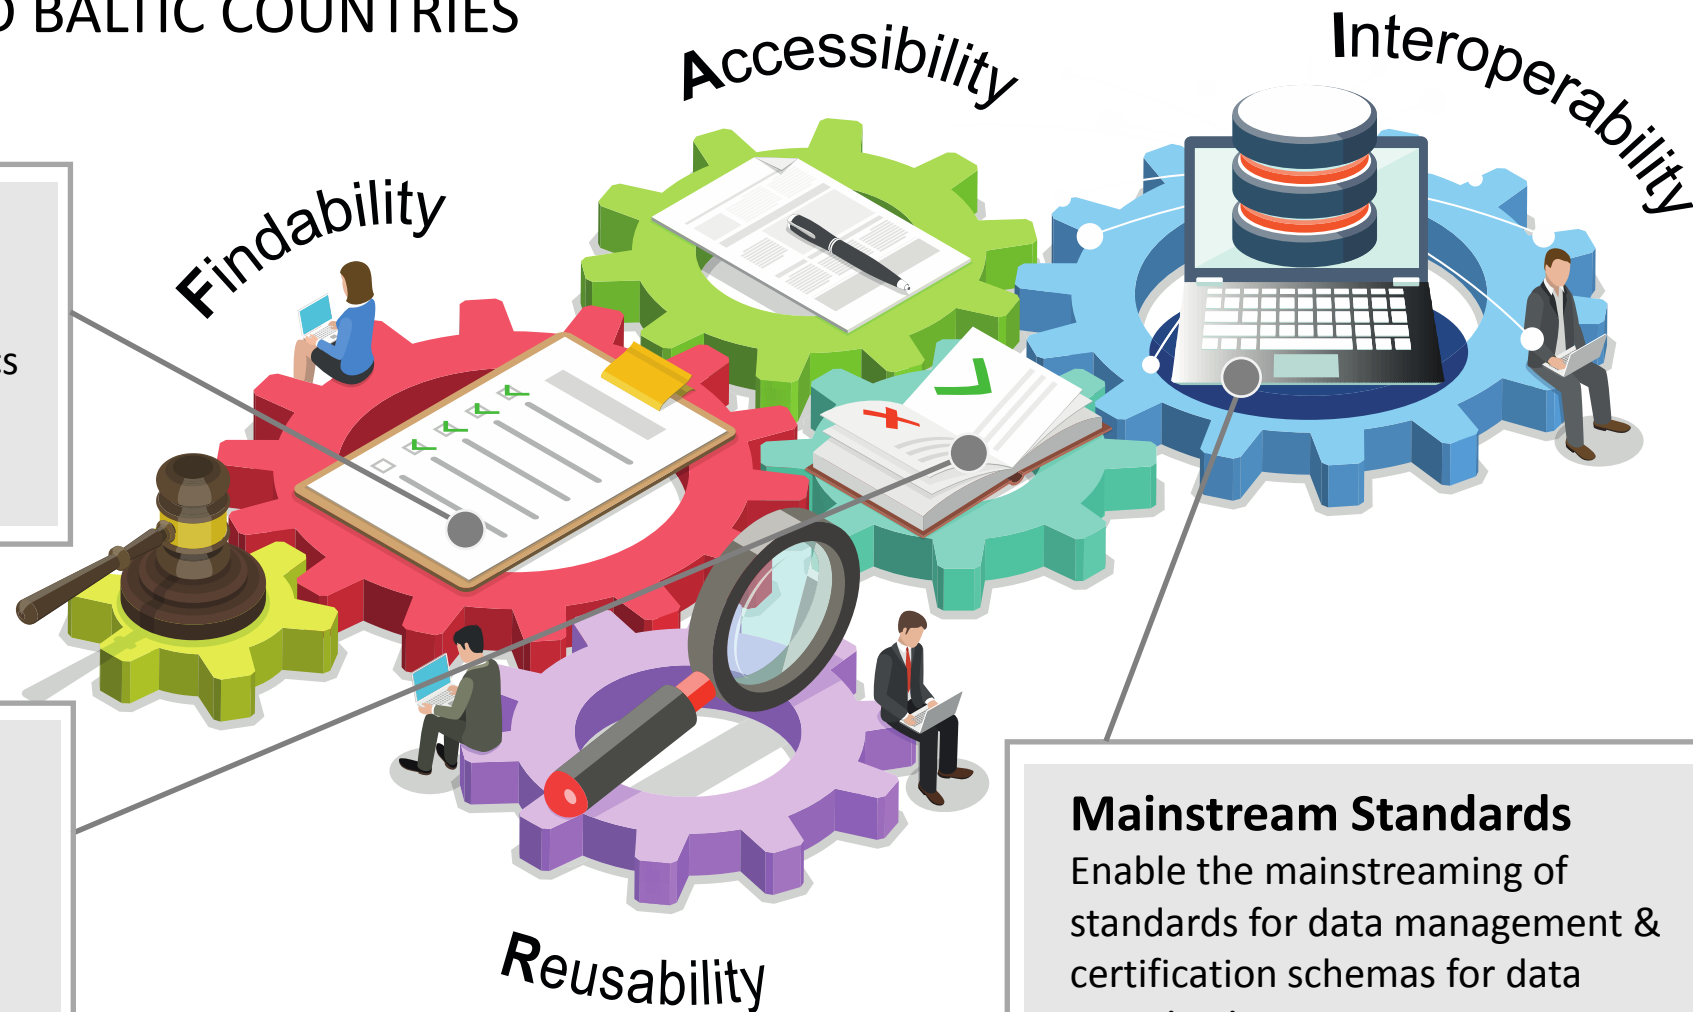 BALTIC COUNTRIES
Accessibility
Interoperability
Findability
Reusability
Mainstream Standards
Enable the mainstreaming of
standards for data management &
certification schemas for data